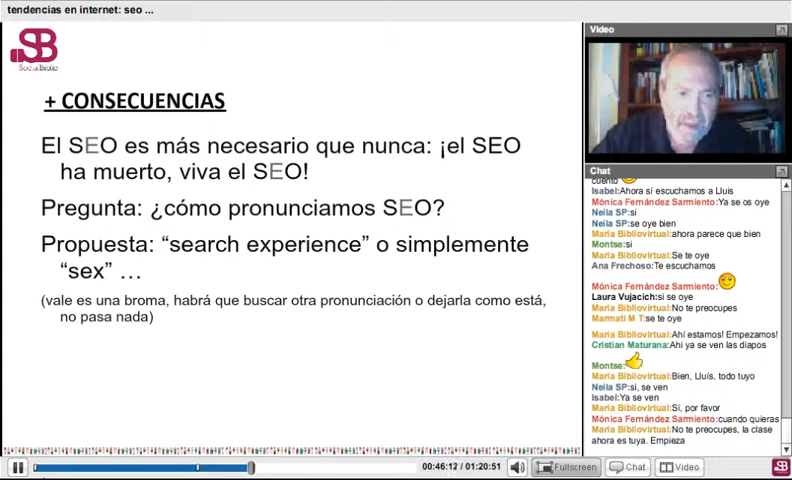 tendencias en internet: seo ...
SB
Social Biblio
+ CONSECUENCIAS
El SEO es más necesario que nunca: ¡el SEO
ha muerto, viva el SEO!
Pregunta: ¿cómo pronunciamos SEO?
Propuesta: “search experience” o simplemente
“sex” …
(vale es una broma, habrá que buscar otra pronunciación o dejarla como está,
no pasa nada)
Video
Chat
cuento
Isabel:Ahora sí escuchamos a Lluis
Mónica Fernández Sarmiento:Ya se os oye
Neila SP:si
Neila SP:se oye bien
María Bibliovirtual:ahora parece que bien
Montse:si
María Bibliovirtual:Se te oye
Ana Frechoso:Te escuchamos
Mónica Fernández Sarmiento:
Laura Vujacich:si se oye
María Bibliovirtual:No te preocupes
Marmati M T:se te oye
María Bibliovirtual:Ahí estamos! Empezamos!
Cristian Maturana:Ahi ya se ven las diapos
Montse:
María Bibliovirtual:Bien, Lluís, todo tuyo
Neila SP:si, se ven
Isabel:Ya se ven
María Bibliovirtual:Sí, por favor
Mónica Fernández Sarmiento:cuando quieras
María Bibliovirtual:No te preocupes, la clase
ahora es tuya. Empieza
00:46:12 / 01:20:51
Fullscreen
Chat
Video
SB